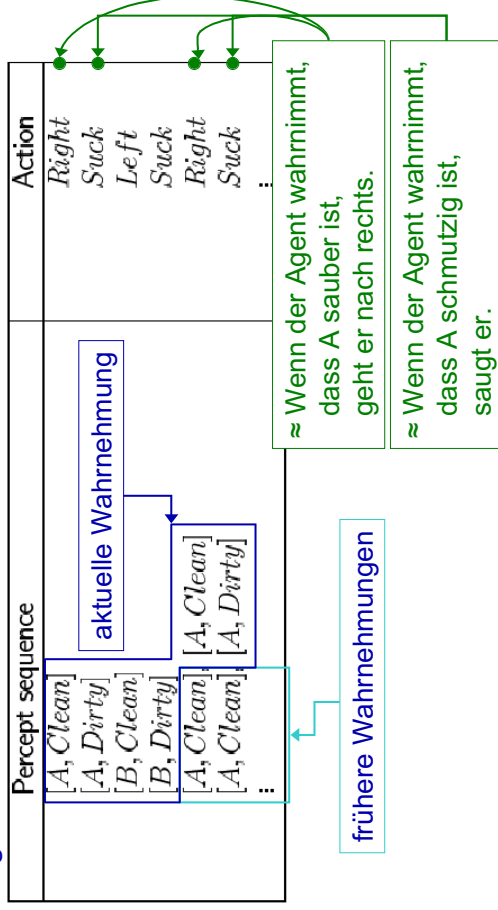 Percept sequence Action
[A, Clean] Right
[A, Dirty] Suck
[B, Clean] Left
[B, Dirty] Suck
[A, Clean], [A, Clean] Right
[A, Clean], [A, Dirty] Suck
... ...
aktuelle Wahrnehmung
frühere Wahrnehmungen
≈ Wenn der Agent wahrnimmt,
dass A sauber ist,
geht er nach rechts.
≈ Wenn der Agent wahrnimmt,
dass A schmutzig ist,
saugt er.